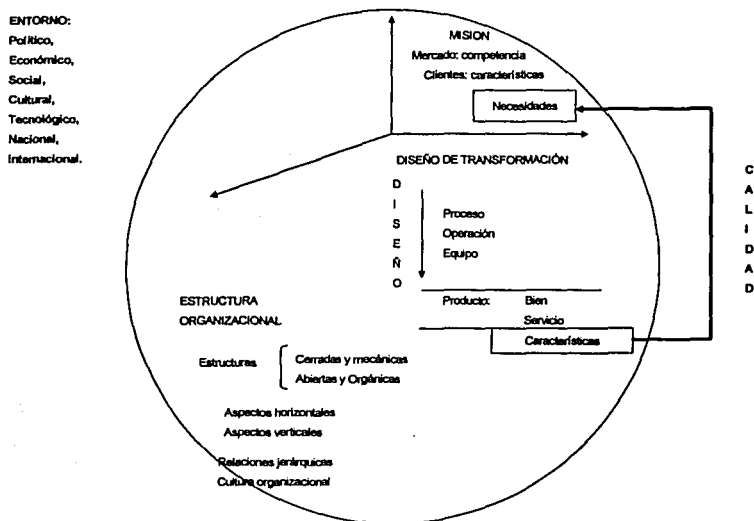 ENTORNO:
Político,
Económico,
Social,
Cultural,
Tecnológico,
Nacional,
Internacional.
MISION
Mercado: competencia
Clientes: características
Necesidades
DISEÑO DE TRANSFORMACIÓN
DISEÑO
Proceso
Operación
Equipo
Producto: Bien
Servicio
Características
CALIDAD
ESTRUCTURA
ORGANIZACIONAL
Estructuras
Cerradas y mecánicas
Abiertas y Orgánicas
Aspectos horizontales
Aspectos verticales
Relaciones jerárquicas
Cultura organizacional